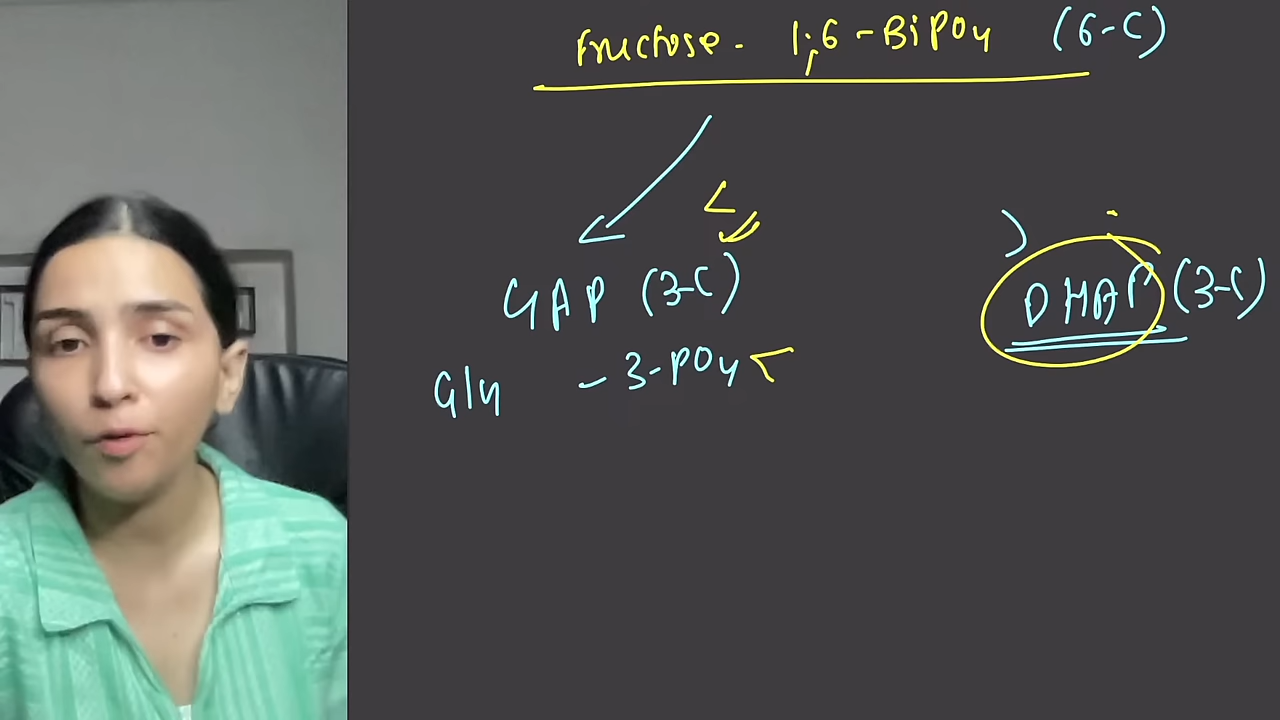 Fructose - 1,6-BiPO4 (6-C)
GAP (3-C)
DHAP (3-C)
Gly - 3-PO4